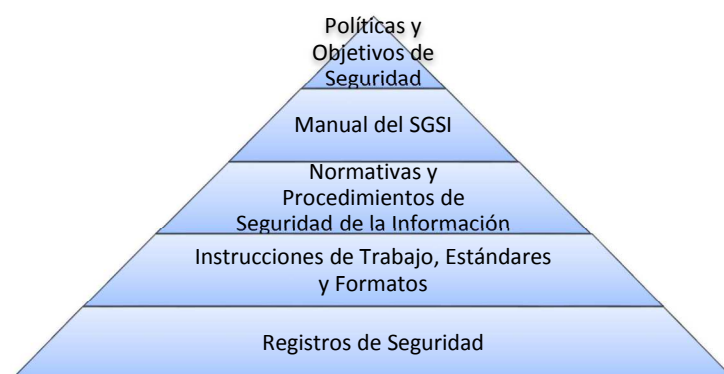 Políticas y
Objetivos de
Seguridad
Manual del SGSI
Normativas y
Procedimientos de
Seguridad de la Información
Instrucciones de Trabajo, Estándares
y Formatos
Registros de Seguridad